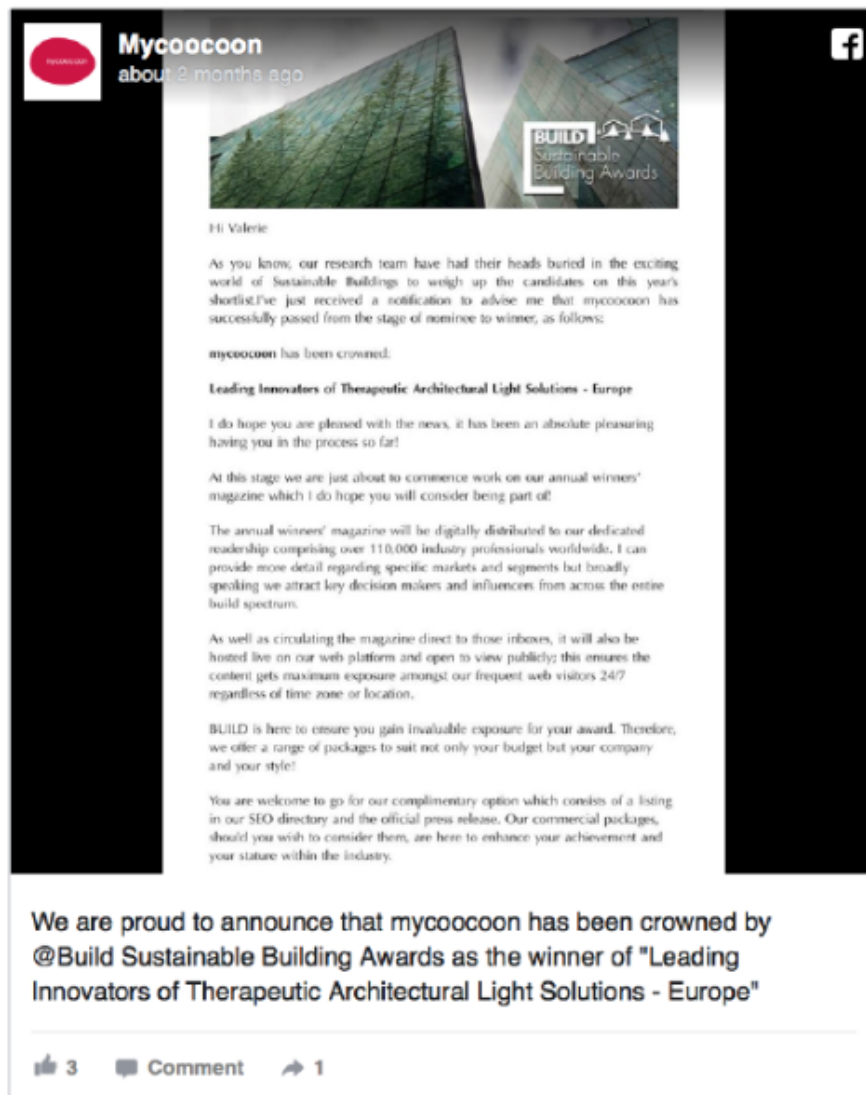 Mycoocoon
about 2 months ago
BUILD
Sustainable
Building Awards
Hi Valerie
As you know, our research team have had their heads buried in the exciting
world of Sustainable Buildings to weigh up the candidates on this year's
shortlist.I've just received a notification to advise me that mycoocoon has
successfully passed from the stage of nominee to winner, as follows:
mycoocoon has been crowned:
Leading Innovators of Therapeutic Architectural Light Solutions - Europe
I do hope you are pleased with the news, it has been an absolute pleasuring
having you in the process so far!
At this stage we are just about to commence work on our annual winners'
magazine which I do hope you will consider being part of!
The annual winners' magazine will be digitally distributed to our dedicated
readership comprising over 110,000 industry professionals worldwide. I can
provide more detail regarding specific markets and segments but broadly
speaking we attract key decision makers and influencers from across the entire
build spectrum.
As well as circulating the magazine direct to those inboxes, it will also be
hosted live on our web platform and open to view publicly; this ensures the
content gets maximum exposure amongst our frequent web visitors 24/7
regardless of time zone or location.
BUILD is here to ensure you gain invaluable exposure for your award. Therefore,
we offer a range of packages to suit not only your budget but your company
and your style!
You are welcome to go for our complimentary option which consists of a listing
in our SEO directory and the official press release. Our commercial packages,
should you wish to consider them, are here to enhance your achievement and
your stature within the industry.
We are proud to announce that mycoocoon has been crowned by
@Build Sustainable Building Awards as the winner of "Leading
Innovators of Therapeutic Architectural Light Solutions - Europe"
3 Comment 1